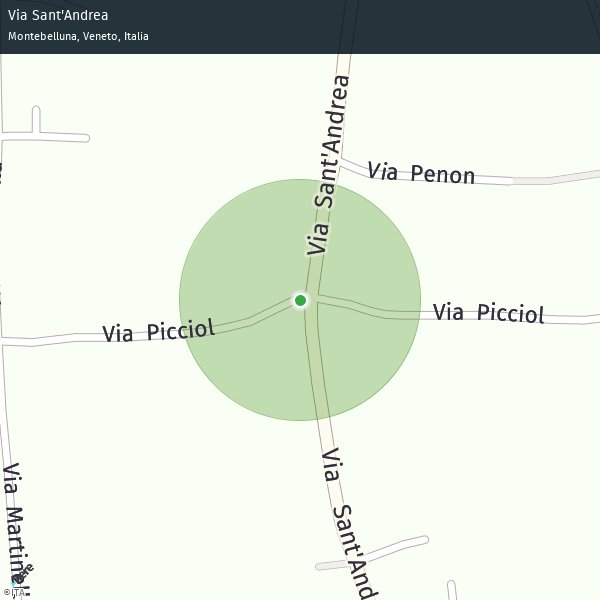 Via Sant'Andrea
Montebelluna, Veneto, Italia
Via Sant'Andrea
Via Penon
Via Picciol
Via Picciol
Via Sant'And
Via Martine
©ITA